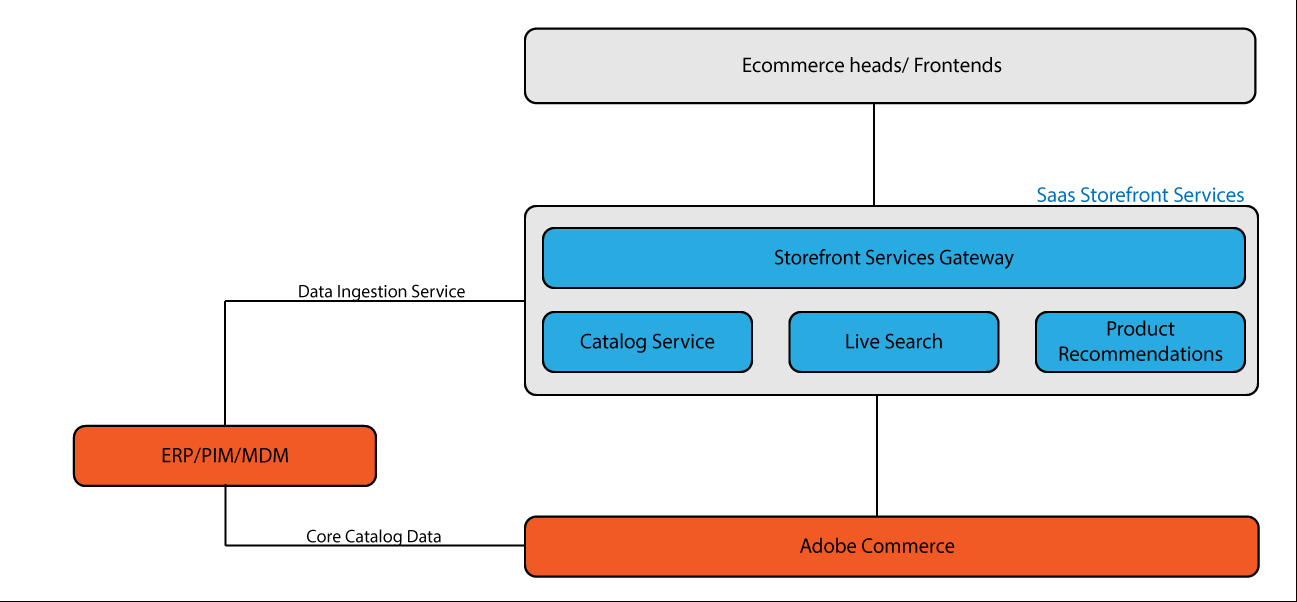 Ecommerce heads/ Frontends
Saas Storefront Services
Storefront Services Gateway
Data Ingestion Service
Catalog Service
Live Search
Product
Recommendations
ERP/PIM/MDM
Core Catalog Data
Adobe Commerce